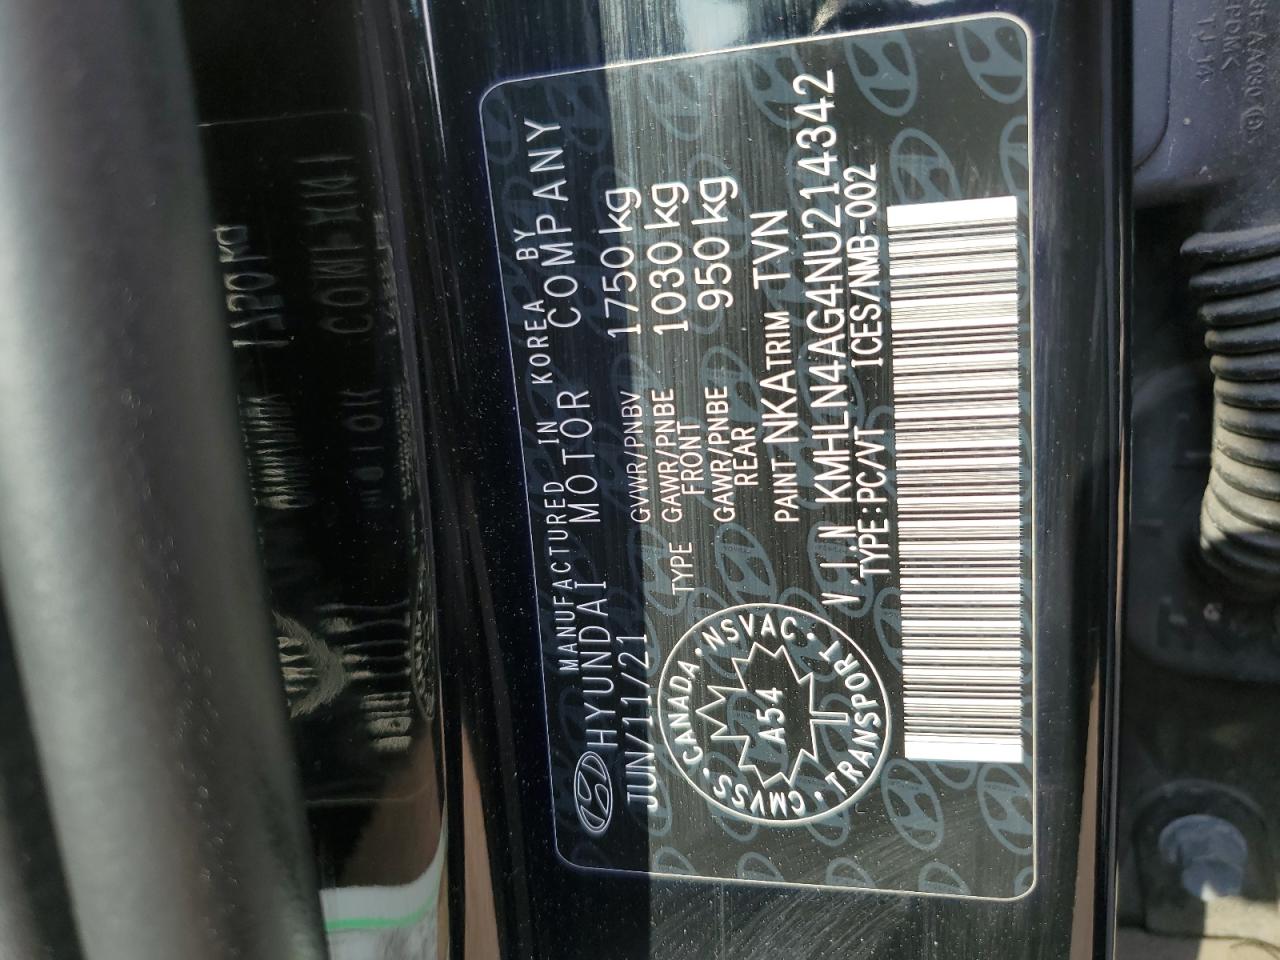 MANUFACTURED IN KOREA BY
HYUNDAI MOTOR COMPANY
JUN/11/21 GVWR/PNBV 1750kg
TYPE GAWR/PNBE FRONT 1030 kg
GAWR/PNBE REAR 950 kg
PAINT NKA TRIM TVN
V.I.N KMHLN4AG4NU214342
TYPE:PC/VT ICES/NMB-002
CANADA · NSVAC · TRANSPORT · CMVSS ·
A54